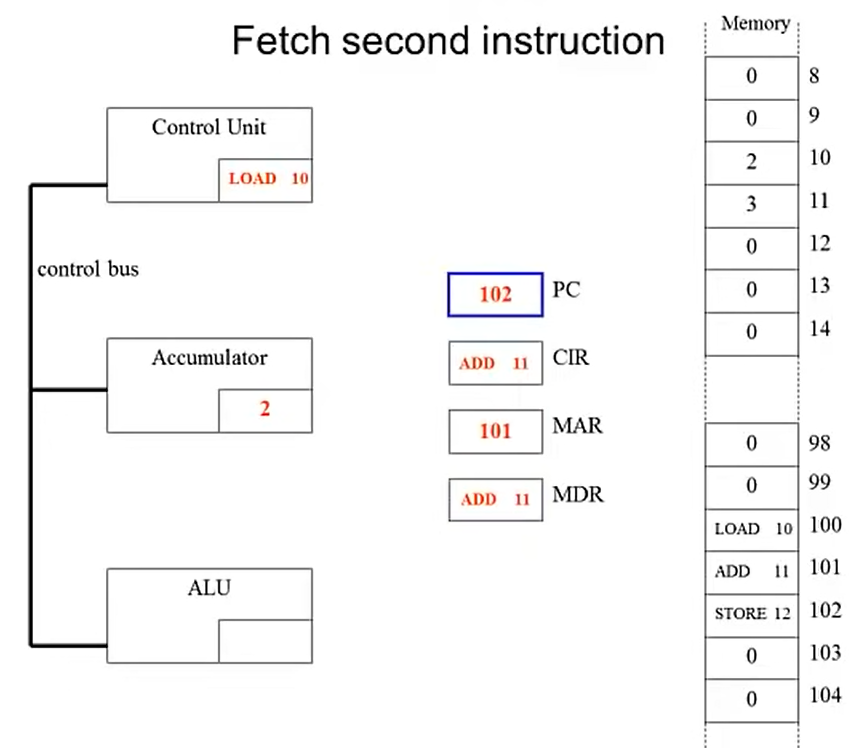 Fetch second instruction
Memory
0 8
0 9
2 10
3 11
0 12
0 13
0 14
0 98
0 99
LOAD 10 100
ADD 11 101
STORE 12 102
0 103
0 104
Control Unit
LOAD 10
control bus
Accumulator
2
ALU
102 PC
ADD 11 CIR
101 MAR
ADD 11 MDR